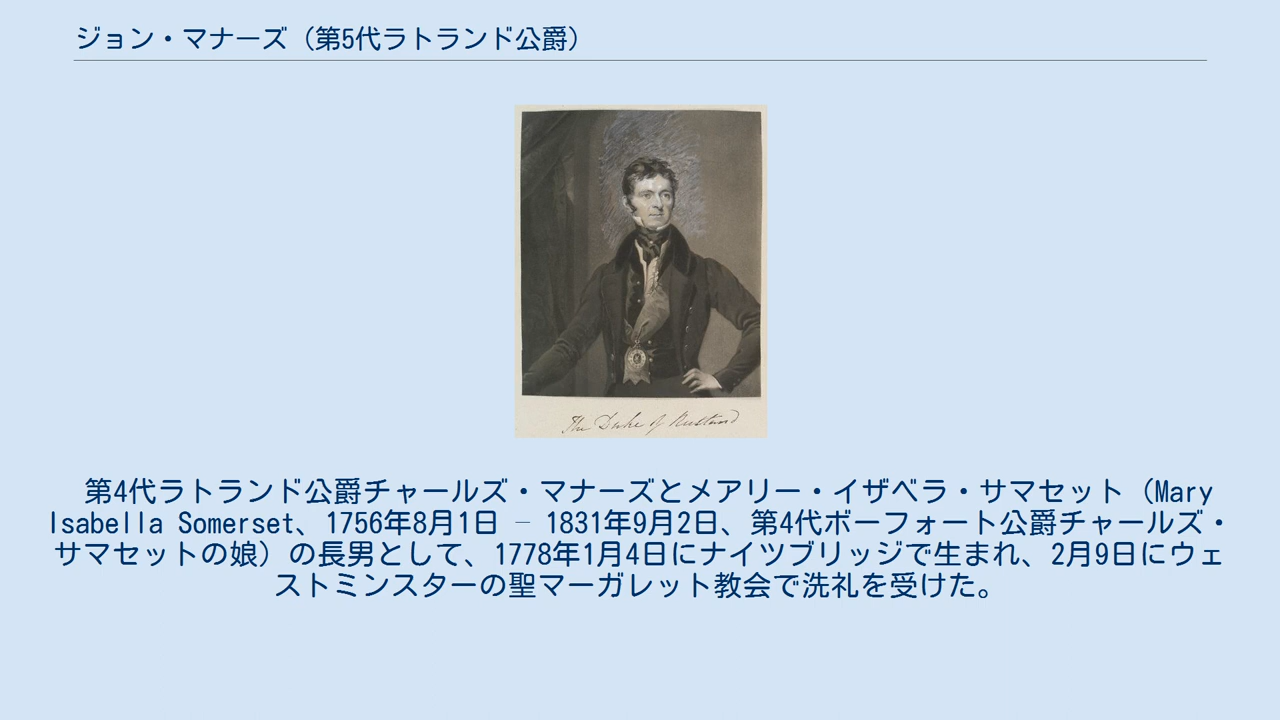 ジョン・マナーズ（第5代ラトランド公爵）
The Duke of Rutland
第4代ラトランド公爵チャールズ・マナーズとメアリー・イザベラ・サマセット（Mary
Isabella Somerset、1756年8月1日 – 1831年9月2日、第4代ボーフォート公爵チャールズ・
サマセットの娘）の長男として、1778年1月4日にナイツブリッジで生まれ、2月9日にウェ
ストミンスターの聖マーガレット教会で洗礼を受けた。